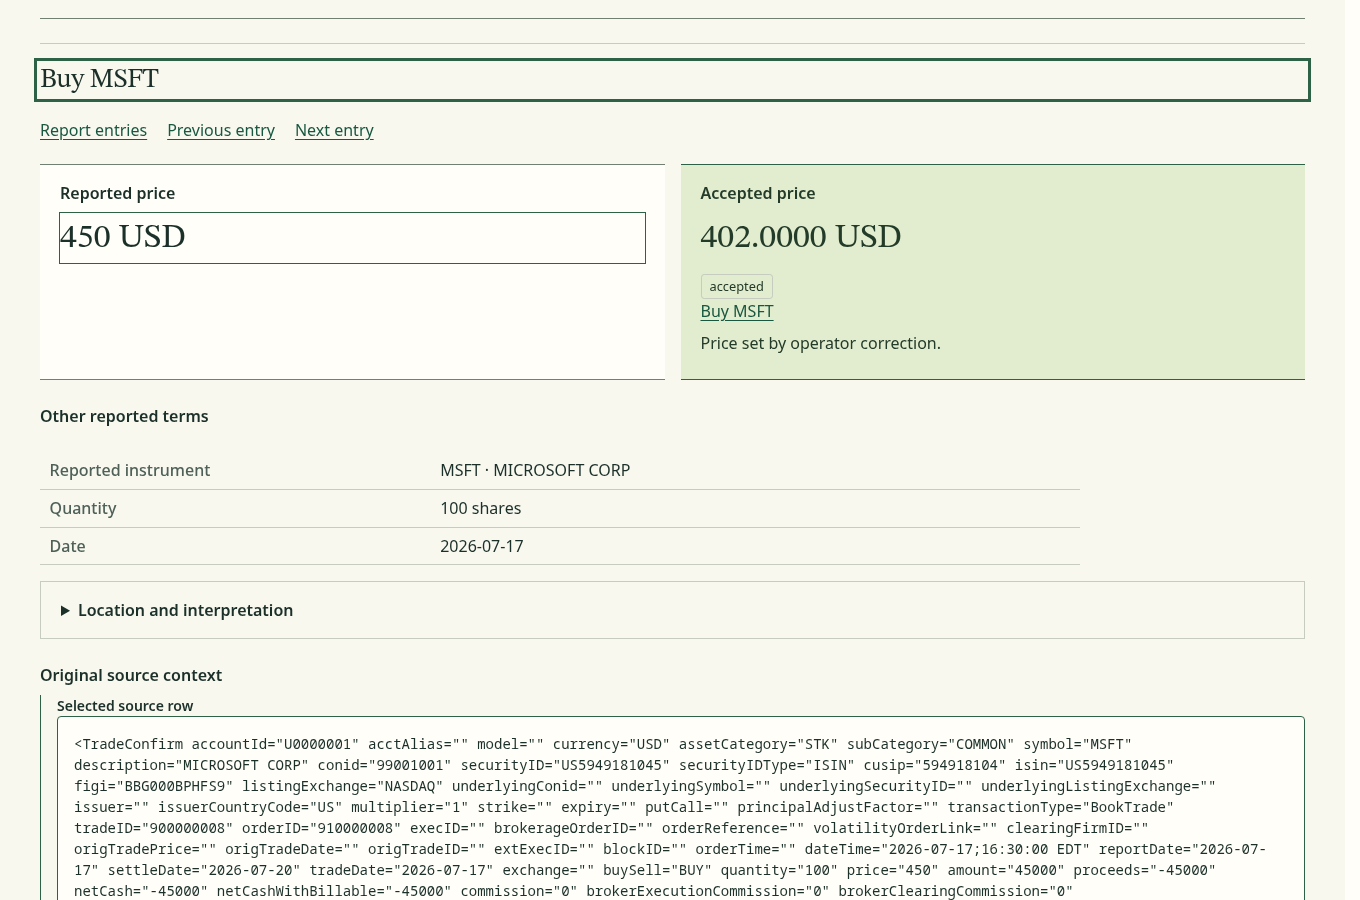 Buy MSFT
Report entries Previous entry Next entry
Reported price
450 USD
Accepted price
402.0000 USD
accepted
Buy MSFT
Price set by operator correction.
Other reported terms
Reported instrument MSFT · MICROSOFT CORP
Quantity 100 shares
Date 2026-07-17
Location and interpretation
Original source context
Selected source row
<TradeConfirm accountId="U0000001" acctAlias="" model="" currency="USD" assetCategory="STK" subCategory="COMMON" symbol="MSFT"
description="MICROSOFT CORP" conid="99001001" securityID="US5949181045" securityIDType="ISIN" cusip="594918104" isin="US5949181045"
figi="BBG000BPHFS9" listingExchange="NASDAQ" underlyingConid="" underlyingSymbol="" underlyingSecurityID="" underlyingListingExchange=""
issuer="" issuerCountryCode="US" multiplier="1" strike="" expiry="" putCall="" principalAdjustFactor="" transactionType="BookTrade"
tradeID="900000008" orderID="910000008" execID="" brokerageOrderID="" orderReference="" volatilityOrderLink="" clearingFirmID=""
origTradePrice="" origTradeDate="" origTradeID="" extExecID="" blockID="" orderTime="" dateTime="2026-07-17;16:30:00 EDT" reportDate="2026-07-
17" settleDate="2026-07-20" tradeDate="2026-07-17" exchange="" buySell="BUY" quantity="100" price="450" amount="45000" proceeds="-45000"
netCash="-45000" netCashWithBillable="-45000" commission="0" brokerExecutionCommission="0" brokerClearingCommission="0"